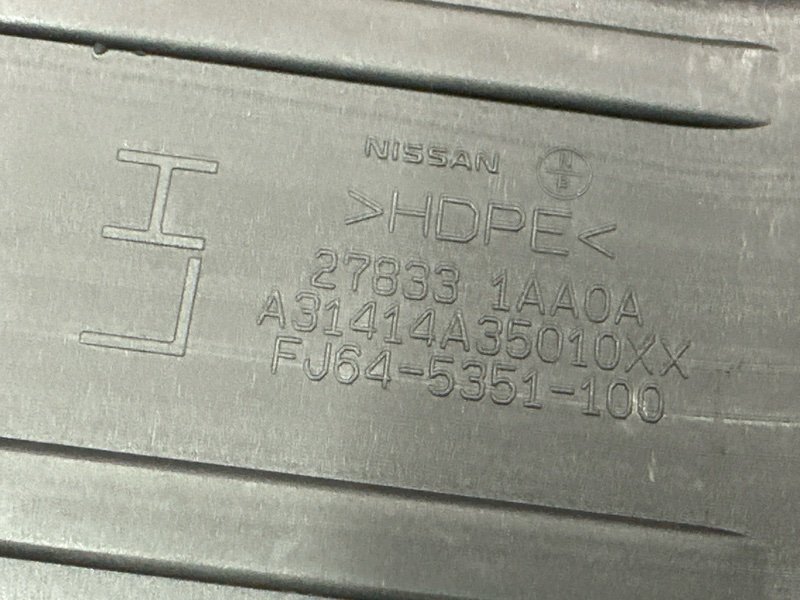 NISSAN
>HDPE<
27833 1AA0A
A31414A35010XX
FJ64-5351-100